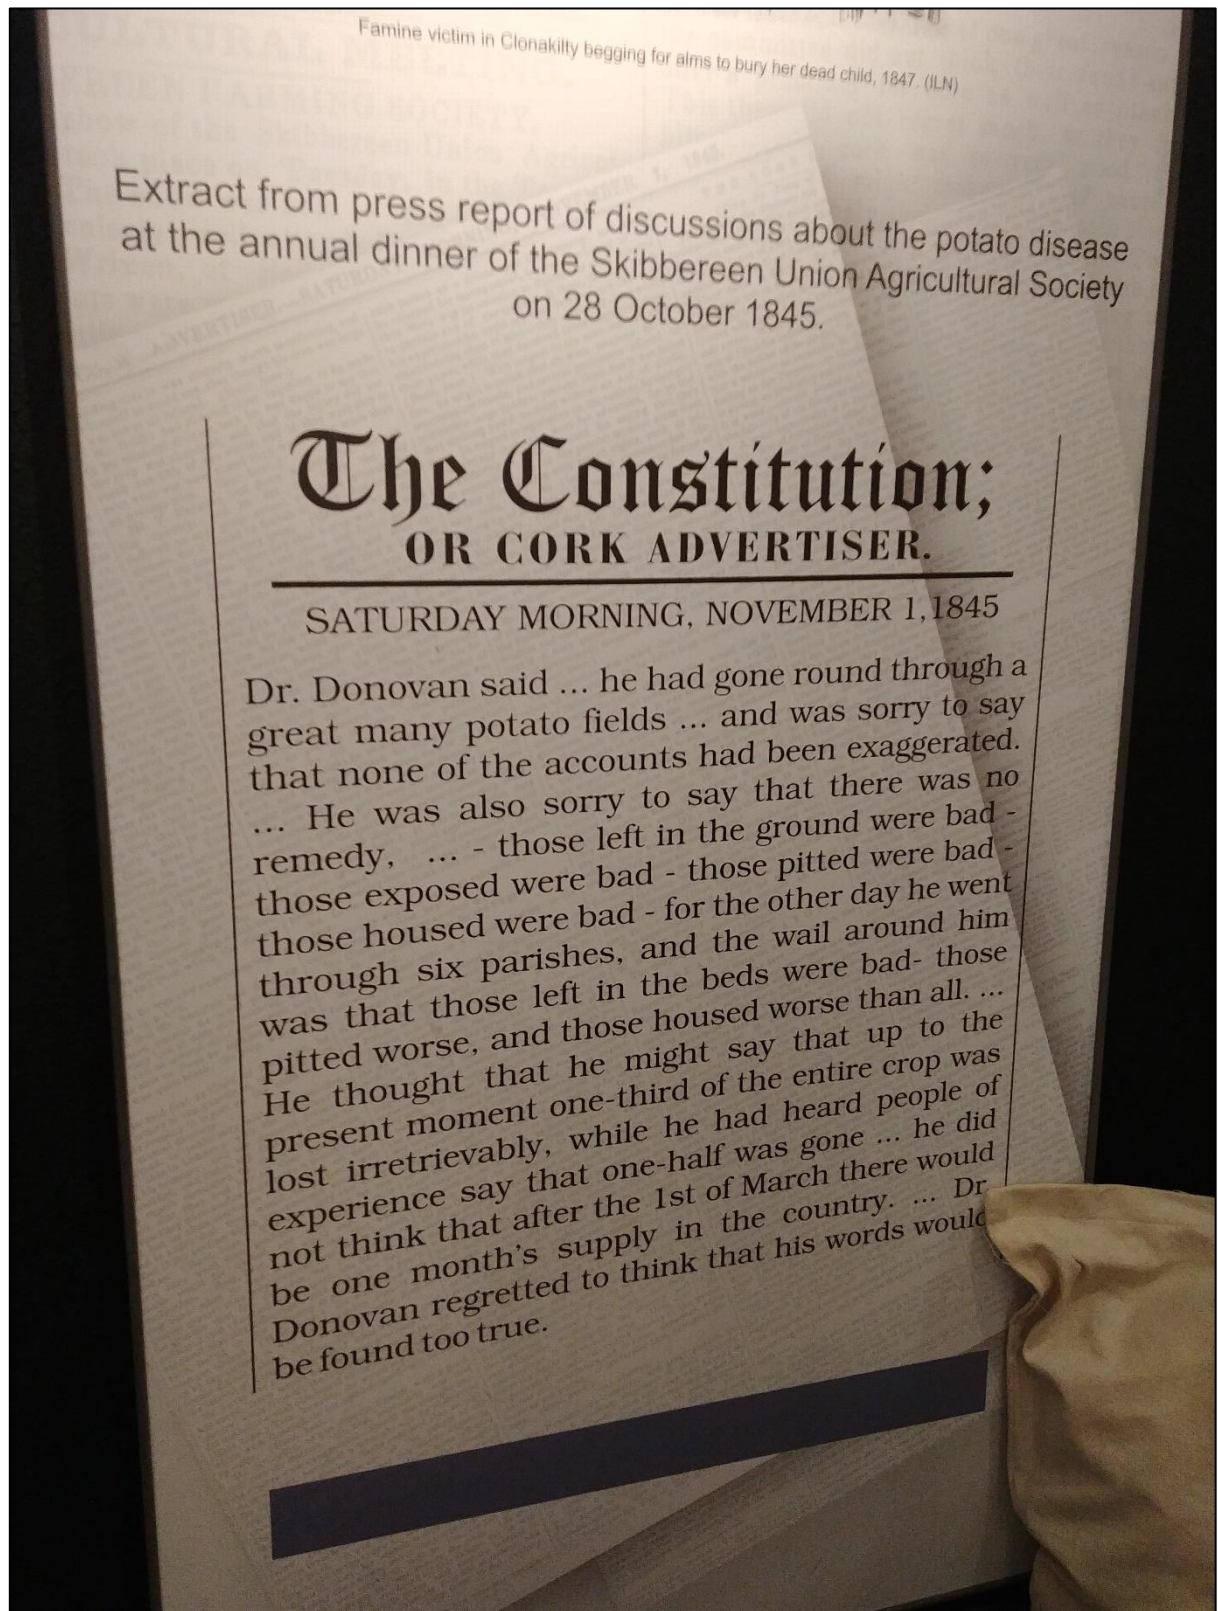 Famine victim in Clonakilty begging for alms to bury her dead child, 1847. (ILN)
Extract from press report of discussions about the potato disease
at the annual dinner of the Skibbereen Union Agricultural Society
on 28 October 1845.
The Constitution;
OR CORK ADVERTISER.
SATURDAY MORNING, NOVEMBER 1, 1845
Dr. Donovan said ... he had gone round through a
great many potato fields ... and was sorry to say
that none of the accounts had been exaggerated.
... He was also sorry to say that there was no
remedy, ... - those left in the ground were bad -
those exposed were bad - those pitted were bad -
those housed were bad - for the other day he went
through six parishes, and the wail around him
was that those left in the beds were bad- those
pitted worse, and those housed worse than all. ...
He thought that he might say that up to the
present moment one-third of the entire crop was
lost irretrievably, while he had heard people of
experience say that one-half was gone ... he did
not think that after the 1st of March there would
be one month's supply in the country. ... Dr
Donovan regretted to think that his words would
be found too true.